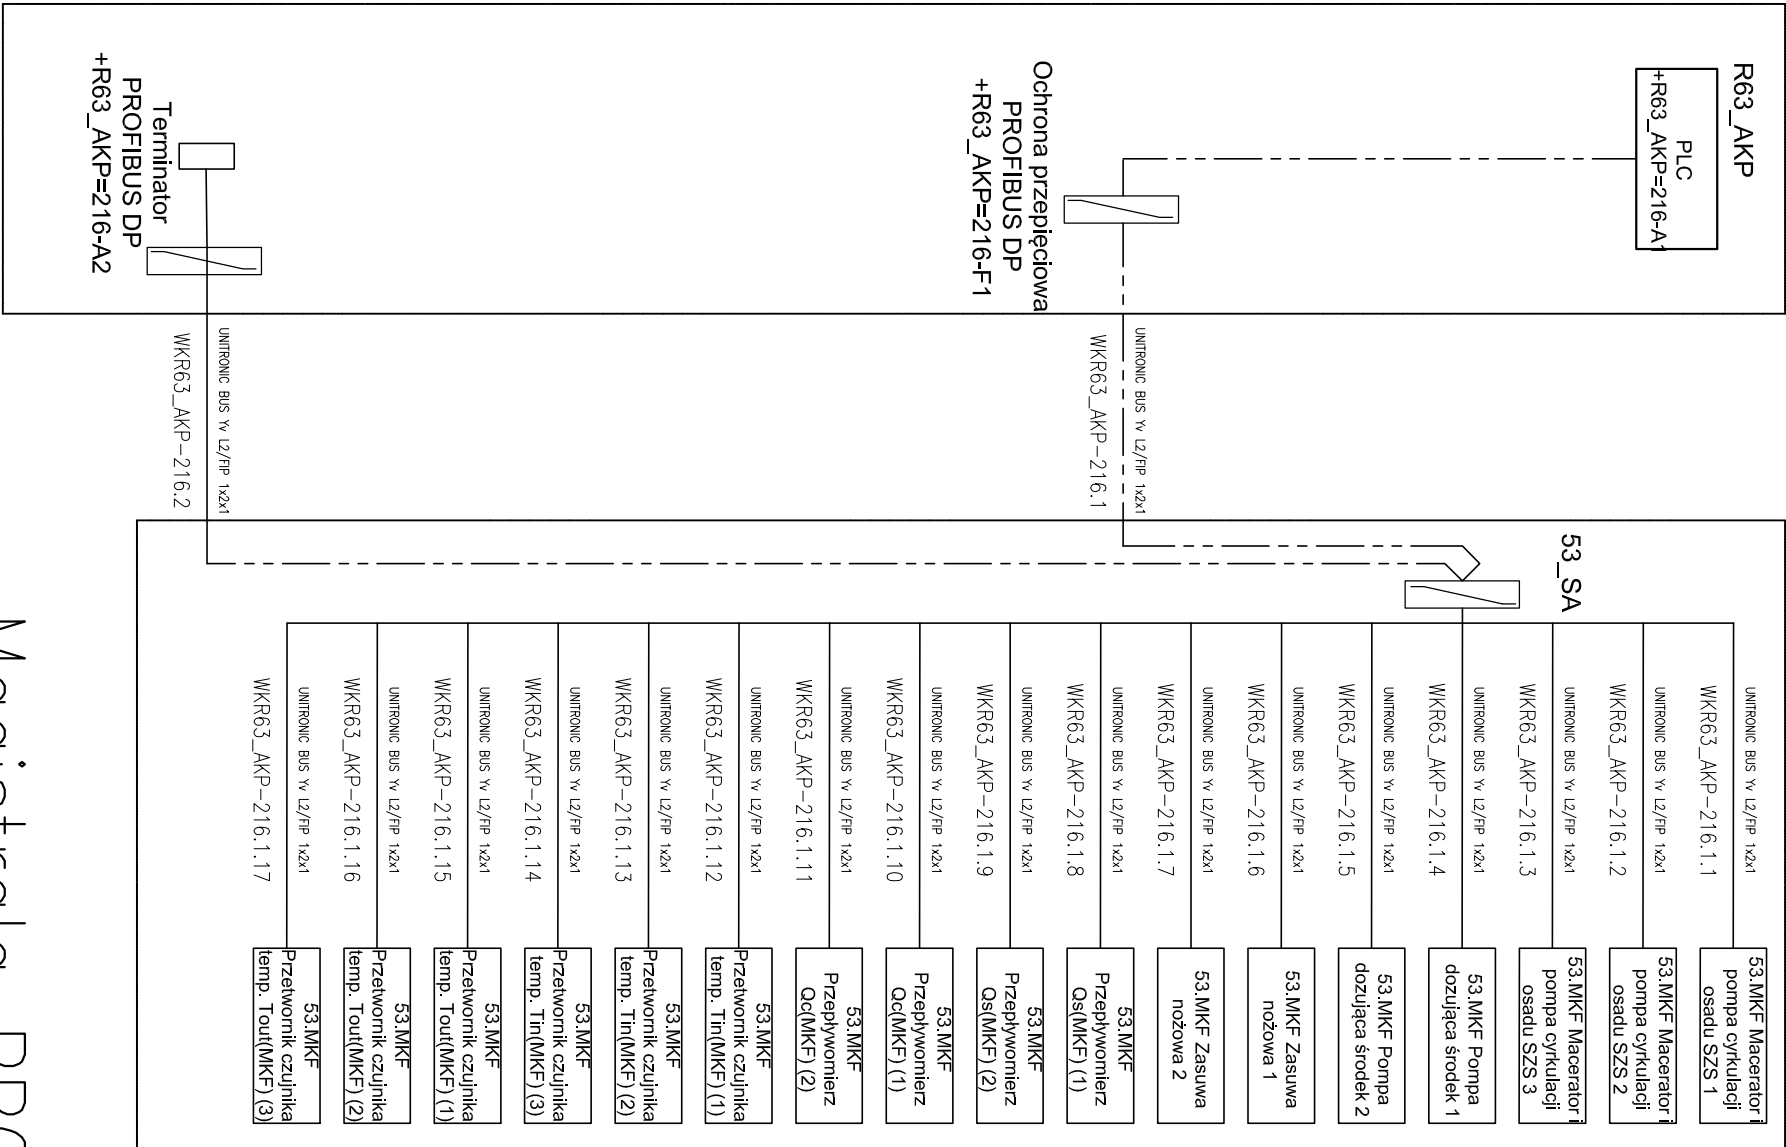 R63_AKP
PLC
+R63_AKP=216-A1
Ochrona przepięciowa
PROFIBUS DP
+R63_AKP=216-F1
Terminator
PROFIBUS DP
+R63_AKP=216-A2
UNITRONIC BUS Yv L2/FIP 1x2x1
WKR63_AKP-216.1
UNITRONIC BUS Yv L2/FIP 1x2x1
WKR63_AKP-216.2
53_SA
UNITRONIC BUS Yv L2/FIP 1x2x1
WKR63_AKP-216.1.1
53.MKF Macerator i
pompa cyrkulacji
osadu SZS 1
UNITRONIC BUS Yv L2/FIP 1x2x1
WKR63_AKP-216.1.2
53.MKF Macerator i
pompa cyrkulacji
osadu SZS 2
UNITRONIC BUS Yv L2/FIP 1x2x1
WKR63_AKP-216.1.3
53.MKF Macerator i
pompa cyrkulacji
osadu SZS 3
UNITRONIC BUS Yv L2/FIP 1x2x1
WKR63_AKP-216.1.4
53.MKF Pompa
dozująca środek 1
UNITRONIC BUS Yv L2/FIP 1x2x1
WKR63_AKP-216.1.5
53.MKF Pompa
dozująca środek 2
UNITRONIC BUS Yv L2/FIP 1x2x1
WKR63_AKP-216.1.6
53.MKF Zasuwa
nożowa 1
UNITRONIC BUS Yv L2/FIP 1x2x1
WKR63_AKP-216.1.7
53.MKF Zasuwa
nożowa 2
UNITRONIC BUS Yv L2/FIP 1x2x1
WKR63_AKP-216.1.8
53.MKF
Przepływomierz
Qs(MKF) (1)
UNITRONIC BUS Yv L2/FIP 1x2x1
WKR63_AKP-216.1.9
53.MKF
Przepływomierz
Qs(MKF) (2)
UNITRONIC BUS Yv L2/FIP 1x2x1
WKR63_AKP-216.1.10
53.MKF
Przepływomierz
Qc(MKF) (1)
UNITRONIC BUS Yv L2/FIP 1x2x1
WKR63_AKP-216.1.11
53.MKF
Przepływomierz
Qc(MKF) (2)
UNITRONIC BUS Yv L2/FIP 1x2x1
WKR63_AKP-216.1.12
53.MKF
Przetwornik czujnika
temp. Tin(MKF) (1)
UNITRONIC BUS Yv L2/FIP 1x2x1
WKR63_AKP-216.1.13
53.MKF
Przetwornik czujnika
temp. Tin(MKF) (2)
UNITRONIC BUS Yv L2/FIP 1x2x1
WKR63_AKP-216.1.14
53.MKF
Przetwornik czujnika
temp. Tin(MKF) (3)
UNITRONIC BUS Yv L2/FIP 1x2x1
WKR63_AKP-216.1.15
53.MKF
Przetwornik czujnika
temp. Tout(MKF) (1)
UNITRONIC BUS Yv L2/FIP 1x2x1
WKR63_AKP-216.1.16
53.MKF
Przetwornik czujnika
temp. Tout(MKF) (2)
UNITRONIC BUS Yv L2/FIP 1x2x1
WKR63_AKP-216.1.17
53.MKF
Przetwornik czujnika
temp. Tout(MKF) (3)